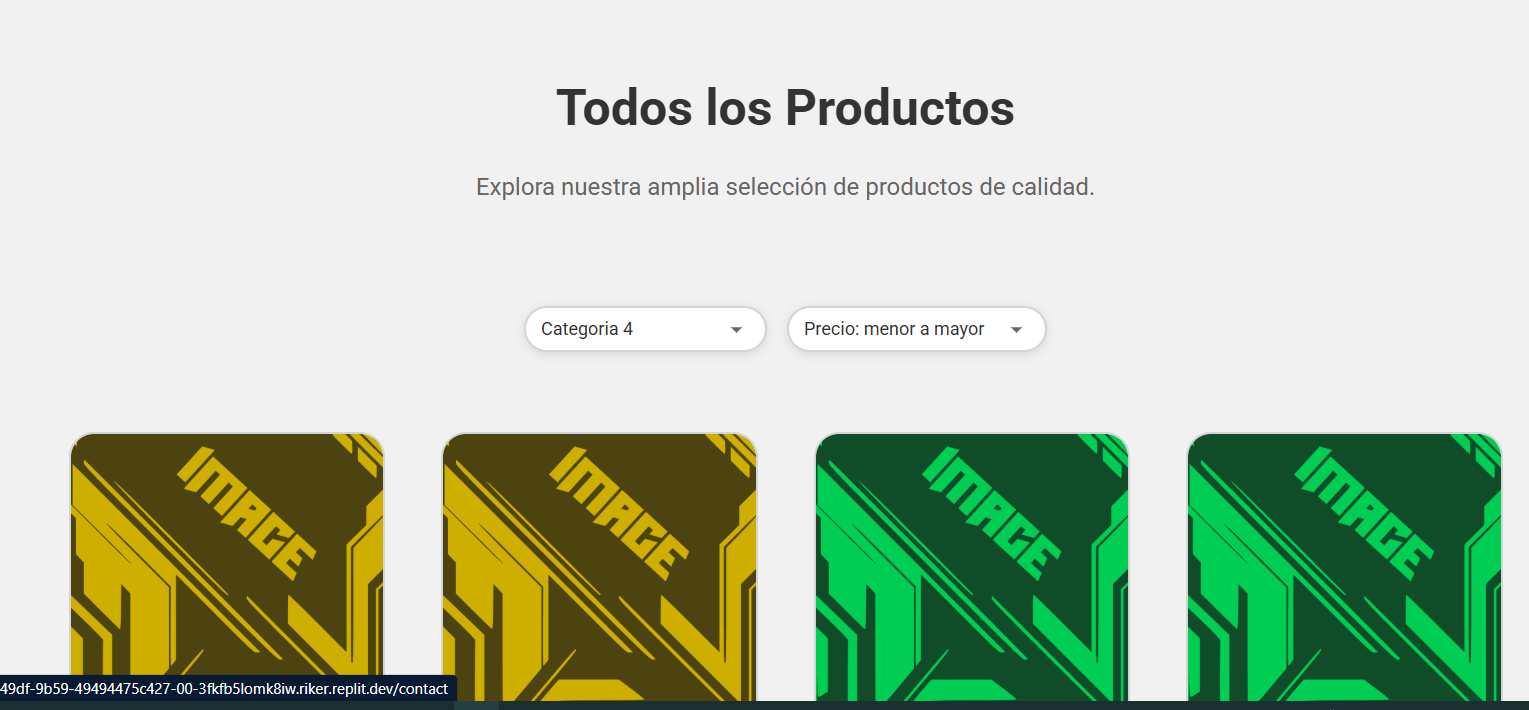 Todos los Productos
Explora nuestra amplia selección de productos de calidad.
Categoria 4
Precio: menor a mayor
IMAGE
IMAGE
IMAGE
IMAGE
49df-9b59-49494475c427-00-3fkfb5lomk8iw.riker.replit.dev/contact